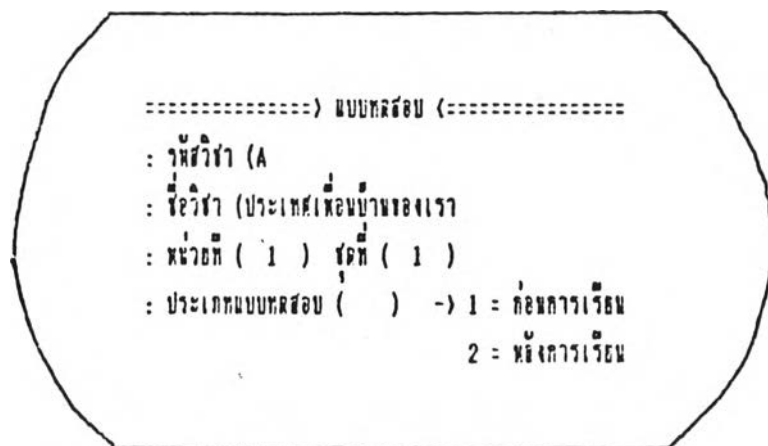 ===============> แบบทดสอบ <================
: รหัสวิชา (A
: ชื่อวิชา (ประเทศเพื่อนบ้านของเรา
: หน่วยที่ ( 1 ) ชุดที่ ( 1 )
: ประเภทแบบทดสอบ ( ) -> 1 = ก่อนการเรียน
2 = หลังการเรียน